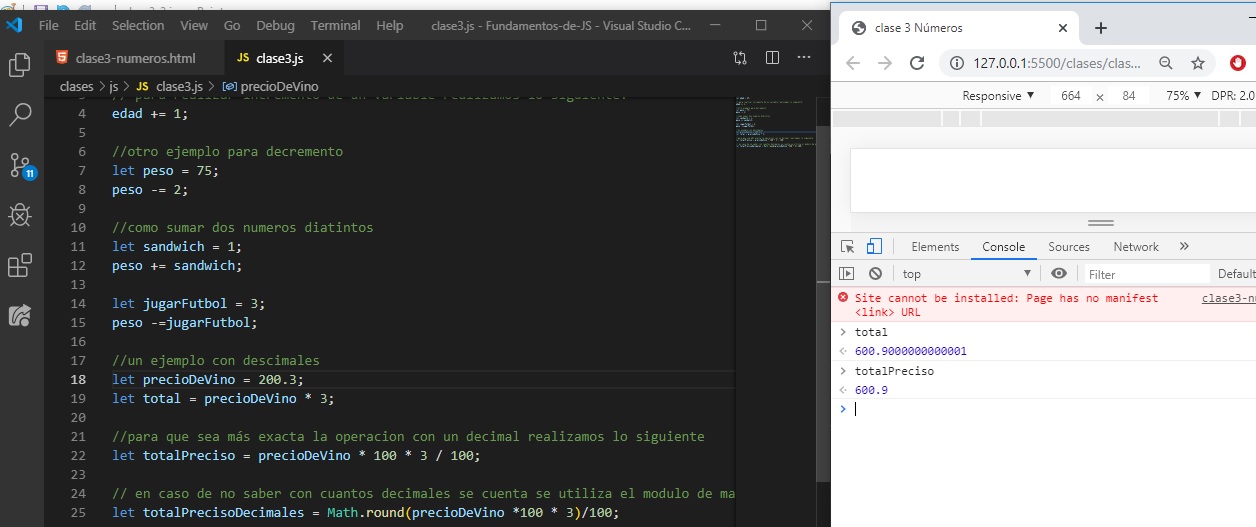 File Edit Selection View Go Debug Terminal Help clase3.js - Fundamentos-de-JS - Visual Studio C...
clase3-numeros.html JS clase3.js
clases > js > JS clase3.js > precioDeVino
11
3 // para realizar incremento de un variable realizamos lo siguiente:
4 edad += 1;
5
6 //otro ejemplo para decremento
7 let peso = 75;
8 peso -= 2;
9
10 //como sumar dos numeros diatintos
11 let sandwich = 1;
12 peso += sandwich;
13
14 let jugarFutbol = 3;
15 peso -=jugarFutbol;
16
17 //un ejemplo con descimales
18 let precioDeVino = 200.3;
19 let total = precioDeVino * 3;
20
21 //para que sea más exacta la operacion con un decimal realizamos lo siguiente
22 let totalPreciso = precioDeVino * 100 * 3 / 100;
23
24 // en caso de no saber con cuantos decimales se cuenta se utiliza el modulo de ma
25 let totalPrecisoDecimales = Math.round(precioDeVino *100 * 3)/100;
clase 3 Números
127.0.0.1:5500/clases/clas...
Responsive 664 x 84 75% DPR: 2.0
Elements Console Sources Network »
top Filter Default
Site cannot be installed: Page has no manifest clase3-nu
<link> URL
total
600.9000000000001
totalPreciso
600.9